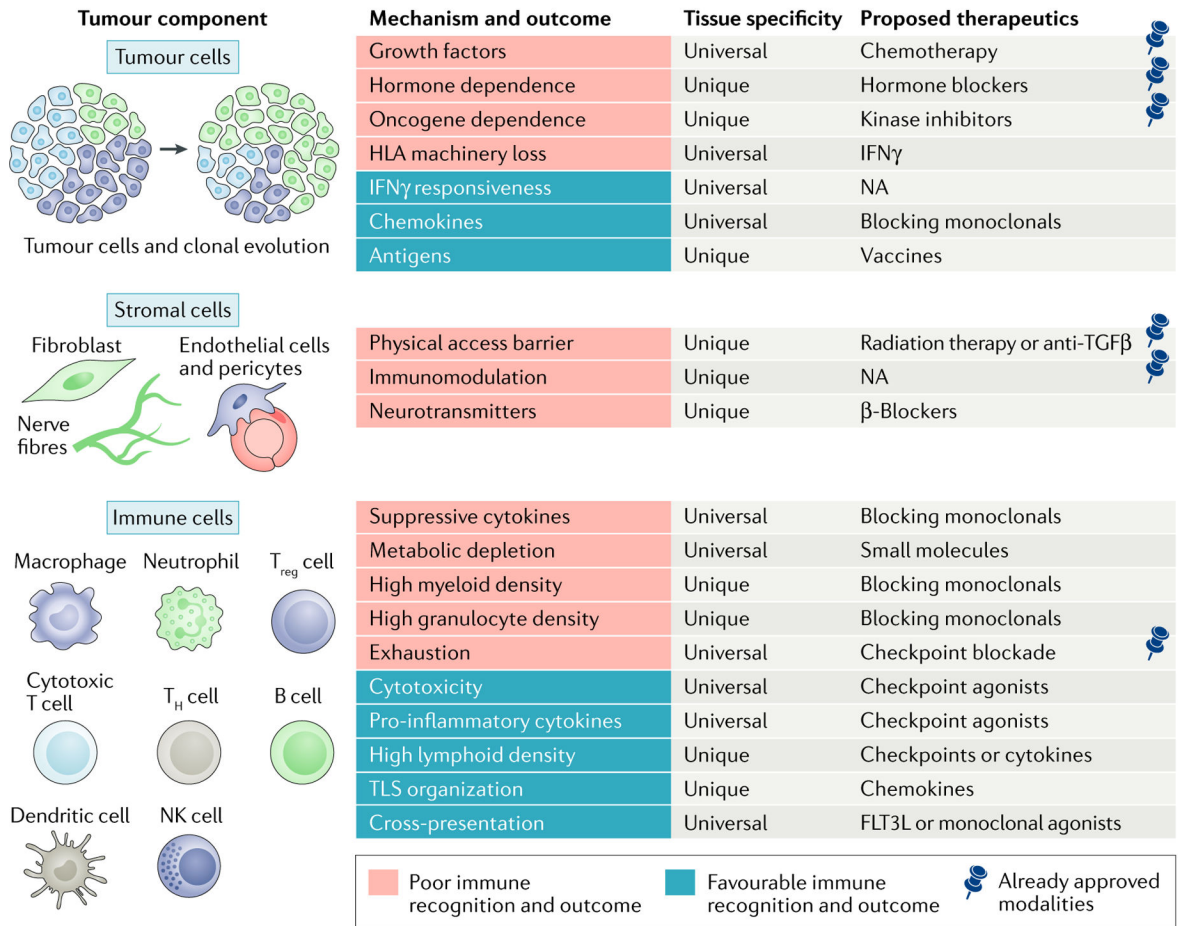 Tumour component
Mechanism and outcome
Tissue specificity
Proposed therapeutics
Tumour cells
Tumour cells and clonal evolution
Growth factors Universal Chemotherapy
Hormone dependence Unique Hormone blockers
Oncogene dependence Unique Kinase inhibitors
HLA machinery loss Universal IFNγ
IFNγ responsiveness Universal NA
Chemokines Universal Blocking monoclonals
Antigens Unique Vaccines
Stromal cells
Fibroblast
Endothelial cells
and pericytes
Nerve
fibres
Physical access barrier Unique Radiation therapy or anti-TGFβ
Immunomodulation Unique NA
Neurotransmitters Unique β-Blockers
Immune cells
Macrophage
Neutrophil
Treg cell
Cytotoxic
T cell
TH cell
B cell
Dendritic cell
NK cell
Suppressive cytokines Universal Blocking monoclonals
Metabolic depletion Universal Small molecules
High myeloid density Unique Blocking monoclonals
High granulocyte density Unique Blocking monoclonals
Exhaustion Universal Checkpoint blockade
Cytotoxicity Universal Checkpoint agonists
Pro-inflammatory cytokines Universal Checkpoint agonists
High lymphoid density Unique Checkpoints or cytokines
TLS organization Unique Chemokines
Cross-presentation Universal FLT3L or monoclonal agonists
Poor immune
recognition and outcome
Favourable immune
recognition and outcome
Already approved
modalities